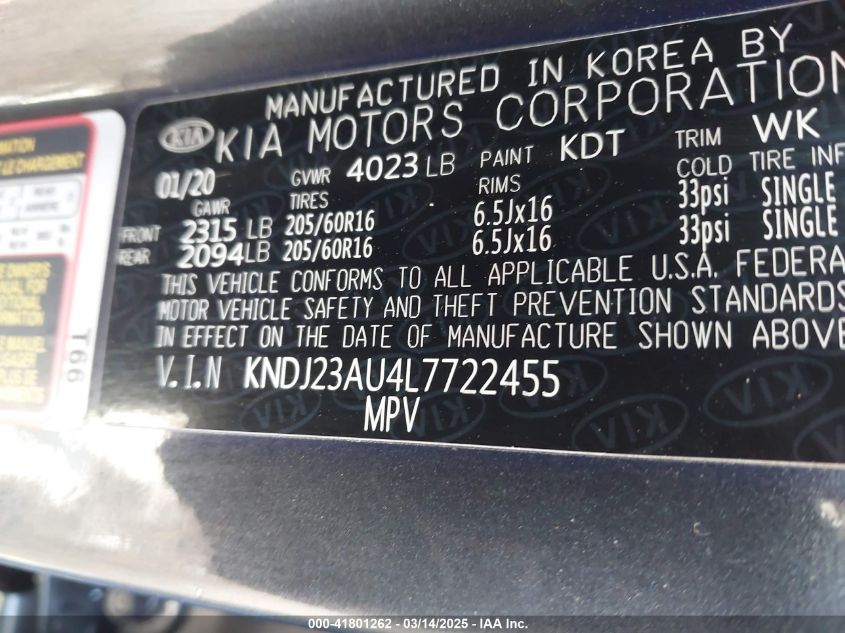 MANUFACTURED IN KOREA BY
KIA KIA MOTORS CORPORATION
01/20 GVWR 4023 LB PAINT KDT TRIM WK
GAWR TIRES RIMS COLD TIRE INF
FRONT 2315 LB 205/60R16 6.5Jx16 33psi SINGLE
REAR 2094 LB 205/60R16 6.5Jx16 33psi SINGLE
THIS VEHICLE CONFORMS TO ALL APPLICABLE U.S.A. FEDERA
MOTOR VEHICLE SAFETY AND THEFT PREVENTION STANDARDS
IN EFFECT ON THE DATE OF MANUFACTURE SHOWN ABOVE
V.I.N KNDJ23AU4L7722455
MPV
T66
© - 41801262 - 03/14/2025 - IAA Inc.